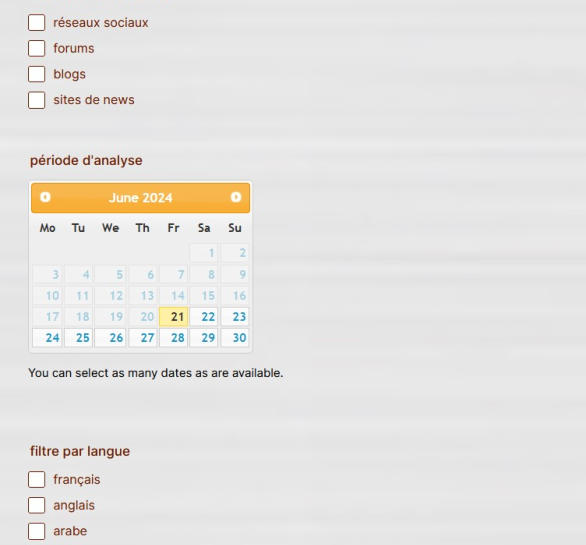 réseaux sociaux
forums
blogs
sites de news
période d'analyse
June 2024
Mo Tu We Th Fr Sa Su
1 2
3 4 5 6 7 8 9
10 11 12 13 14 15 16
17 18 19 20 21 22 23
24 25 26 27 28 29 30
You can select as many dates as are available.
filtre par langue
français
anglais
arabe